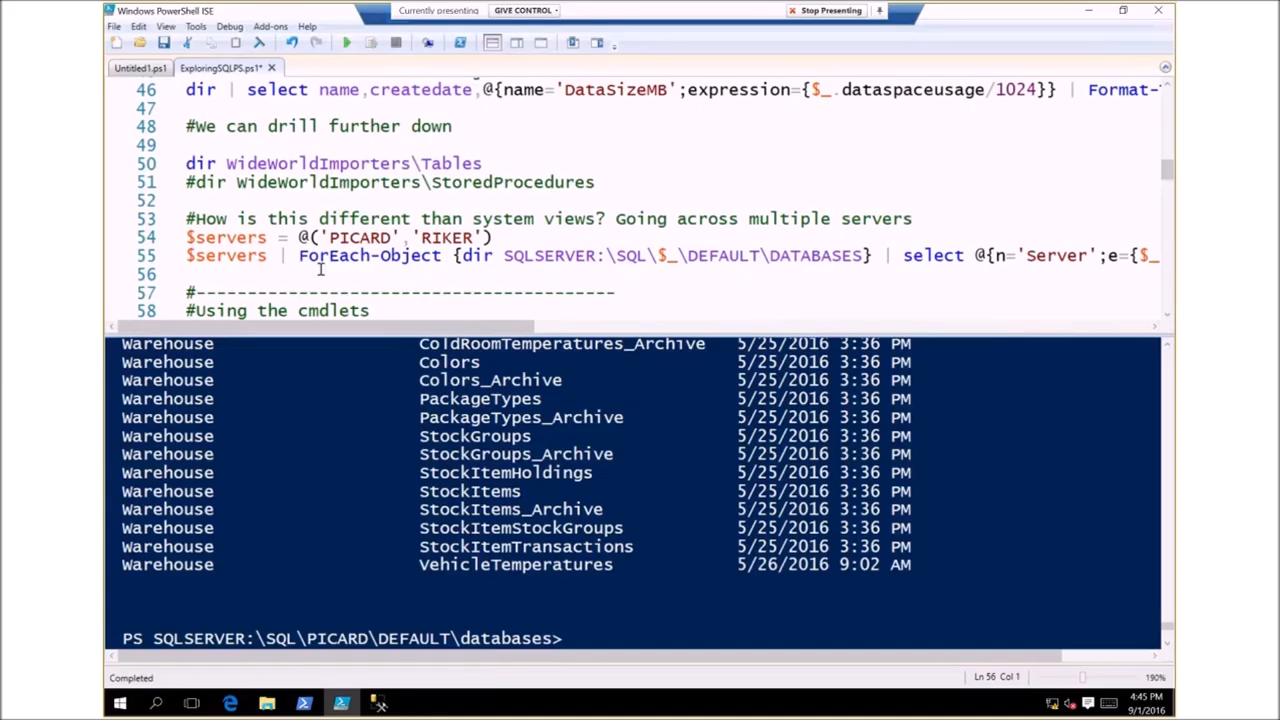 Windows PowerShell ISE
Currently presenting
GIVE CONTROL
Stop Presenting
File Edit View Tools Debug Add-ons Help
Untitled1.ps1
ExploringSQLPS.ps1*
46 dir | select name,createdate,@{name='DataSizeMB';expression={$_.dataspaceusage/1024}} | Format-
47
48 #We can drill further down
49
50 dir WideWorldImporters\Tables
51 #dir WideWorldImporters\StoredProcedures
52
53 #How is this different than system views? Going across multiple servers
54 $servers = @('PICARD','RIKER')
55 $servers | ForEach-Object {dir SQLSERVER:\SQL\$_\DEFAULT\DATABASES} | select @{n='Server';e={$_
56
57 #-----------------------------------------
58 #Using the cmdlets
Warehouse ColdRoomTemperatures_Archive 5/25/2016 3:36 PM
Warehouse Colors 5/25/2016 3:36 PM
Warehouse Colors_Archive 5/25/2016 3:36 PM
Warehouse PackageTypes 5/25/2016 3:36 PM
Warehouse PackageTypes_Archive 5/25/2016 3:36 PM
Warehouse StockGroups 5/25/2016 3:36 PM
Warehouse StockGroups_Archive 5/25/2016 3:36 PM
Warehouse StockItemHoldings 5/25/2016 3:36 PM
Warehouse StockItems 5/25/2016 3:36 PM
Warehouse StockItems_Archive 5/25/2016 3:36 PM
Warehouse StockItemStockGroups 5/25/2016 3:36 PM
Warehouse StockItemTransactions 5/25/2016 3:36 PM
Warehouse VehicleTemperatures 5/26/2016 9:02 AM
PS SQLSERVER:\SQL\PICARD\DEFAULT\databases>
Completed
Ln 56 Col 1
190%
4:45 PM
9/1/2016